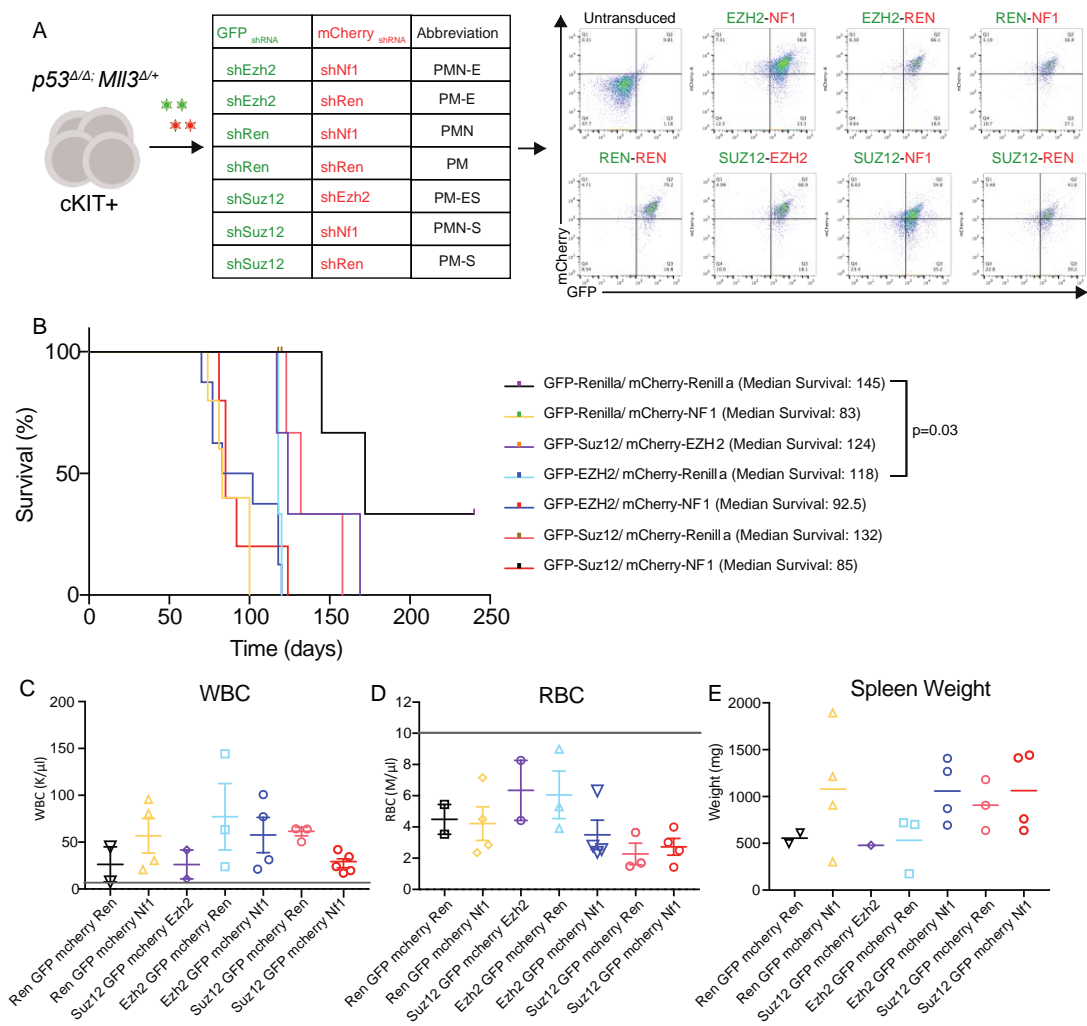 A
p53Δ/Δ; Mll3Δ/+
cKIT+
GFP shRNA mCherry shRNA Abbreviation
shEzh2 shNf1 PMN-E
shEzh2 shRen PM-E
shRen shNf1 PMN
shRen shRen PM
shSuz12 shEzh2 PM-ES
shSuz12 shNf1 PMN-S
shSuz12 shRen PM-S
Untransduced EZH2-NF1 EZH2-REN REN-NF1
REN-REN SUZ12-EZH2 SUZ12-NF1 SUZ12-REN
mCherry
GFP
B
Survival (%)
100
50
0
0 50 100 150 200 250
Time (days)
GFP-Renilla/ mCherry-Renilla (Median Survival: 145)
GFP-Renilla/ mCherry-NF1 (Median Survival: 83)
GFP-Suz12/ mCherry-EZH2 (Median Survival: 124)
GFP-EZH2/ mCherry-Renilla (Median Survival: 118)
GFP-EZH2/ mCherry-NF1 (Median Survival: 92.5)
GFP-Suz12/ mCherry-Renilla (Median Survival: 132)
GFP-Suz12/ mCherry-NF1 (Median Survival: 85)
p=0.03
C
WBC
WBC (K/µl)
200
150
100
50
0
Ren GFP mcherry Ren
Ren GFP mcherry Nf1
Suz12 GFP mcherry Ezh2
Ezh2 GFP mcherry Ren
Ezh2 GFP mcherry Nf1
Suz12 GFP mcherry Ren
Suz12 GFP mcherry Nf1
D
RBC
RBC (M/µl)
12
10
8
6
4
2
0
Ren GFP mcherry Ren
Ren GFP mcherry Nf1
Suz12 GFP mcherry Ezh2
Ezh2 GFP mcherry Ren
Ezh2 GFP mcherry Nf1
Suz12 GFP mcherry Ren
Suz12 GFP mcherry Nf1
E
Spleen Weight
Weight (mg)
2000
1500
1000
500
0
Ren GFP mcherry Ren
Ren GFP mcherry Nf1
Suz12 GFP mcherry Ezh2
Ezh2 GFP mcherry Ren
Ezh2 GFP mcherry Nf1
Suz12 GFP mcherry Ren
Suz12 GFP mcherry Nf1